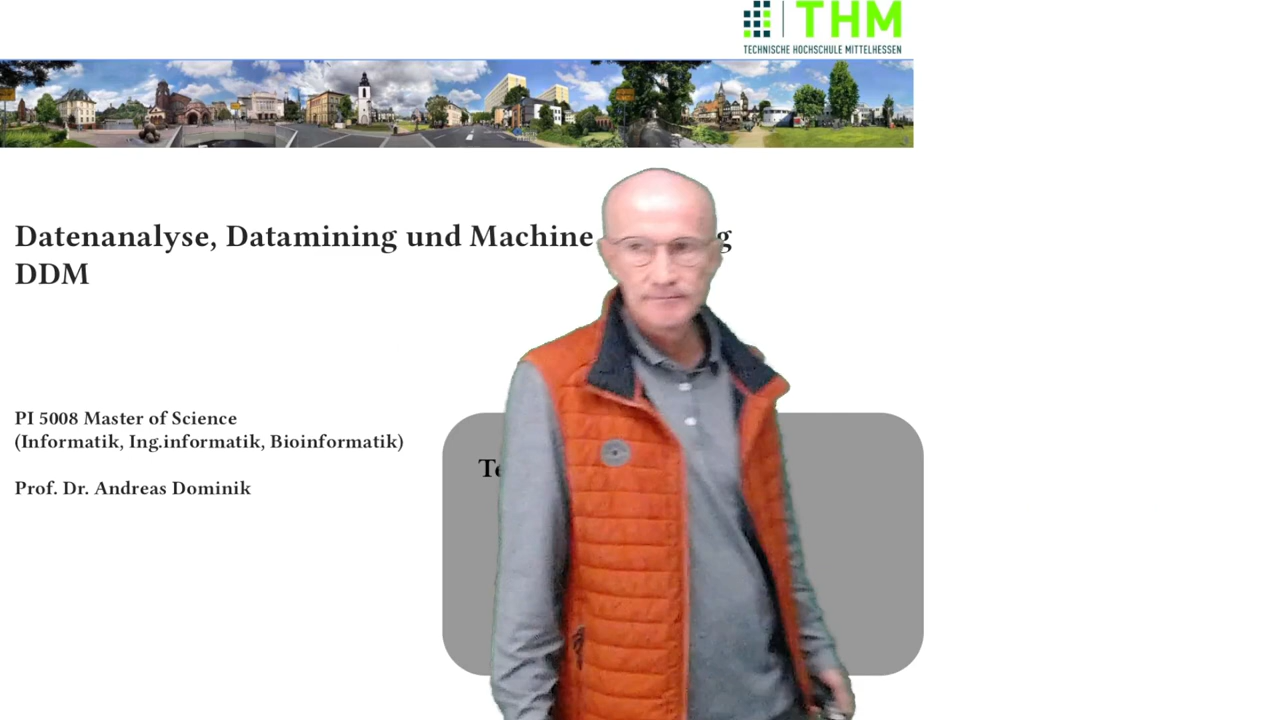 THM
TECHNISCHE HOCHSCHULE MITTELHESSEN
Datenanalyse, Datamining und Machine
DDM
PI 5008 Master of Science
(Informatik, Ing.informatik, Bioinformatik)
Prof. Dr. Andreas Dominik